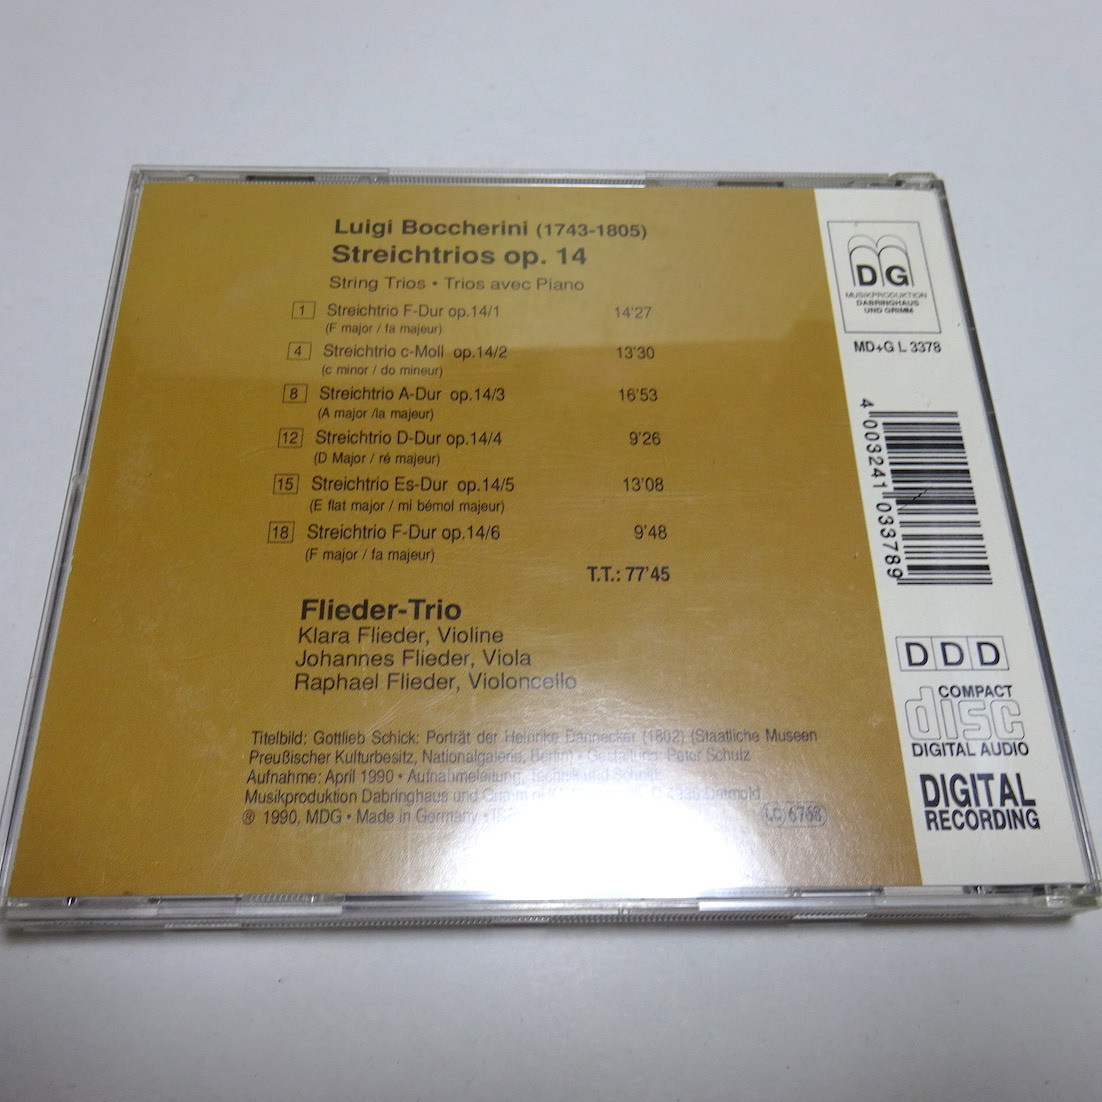 Luigi Boccherini (1743-1805)
Streichtrios op. 14
String Trios • Trios avec Piano
1 Streichtrio F-Dur op.14/1 14'27
(F major / fa majeur)
4 Streichtrio c-Moll op.14/2 13'30
(c minor / do mineur)
8 Streichtrio A-Dur op.14/3 16'53
(A major /la majeur)
12 Streichtrio D-Dur op.14/4 9'26
(D Major / ré majeur)
15 Streichtrio Es-Dur op.14/5 13'08
(E flat major / mi bémol majeur)
18 Streichtrio F-Dur op.14/6 9'48
(F major / fa majeur)
T.T.: 77'45
Flieder-Trio
Klara Flieder, Violine
Johannes Flieder, Viola
Raphael Flieder, Violoncello
Titelbild: Gottlieb Schick: Porträt der Heinrike Dannecker (1802) (Staatliche Museen
Preußischer Kulturbesitz, Nationalgalerie, Berlin) • Gestaltung: Peter Schulz
Aufnahme: April 1990 • Aufnahmeleitung, Technik und Schnitt:
Musikproduktion Dabringhaus und Grimm Detmold
℗ 1990, MDG • Made in Germany •
LC 6768
MDG
MUSIKPRODUKTION
DABRINGHAUS
UND GRIMM
MD+G L 3378
4 003241 033789
DDD
COMPACT
disc
DIGITAL AUDIO
DIGITAL
RECORDING